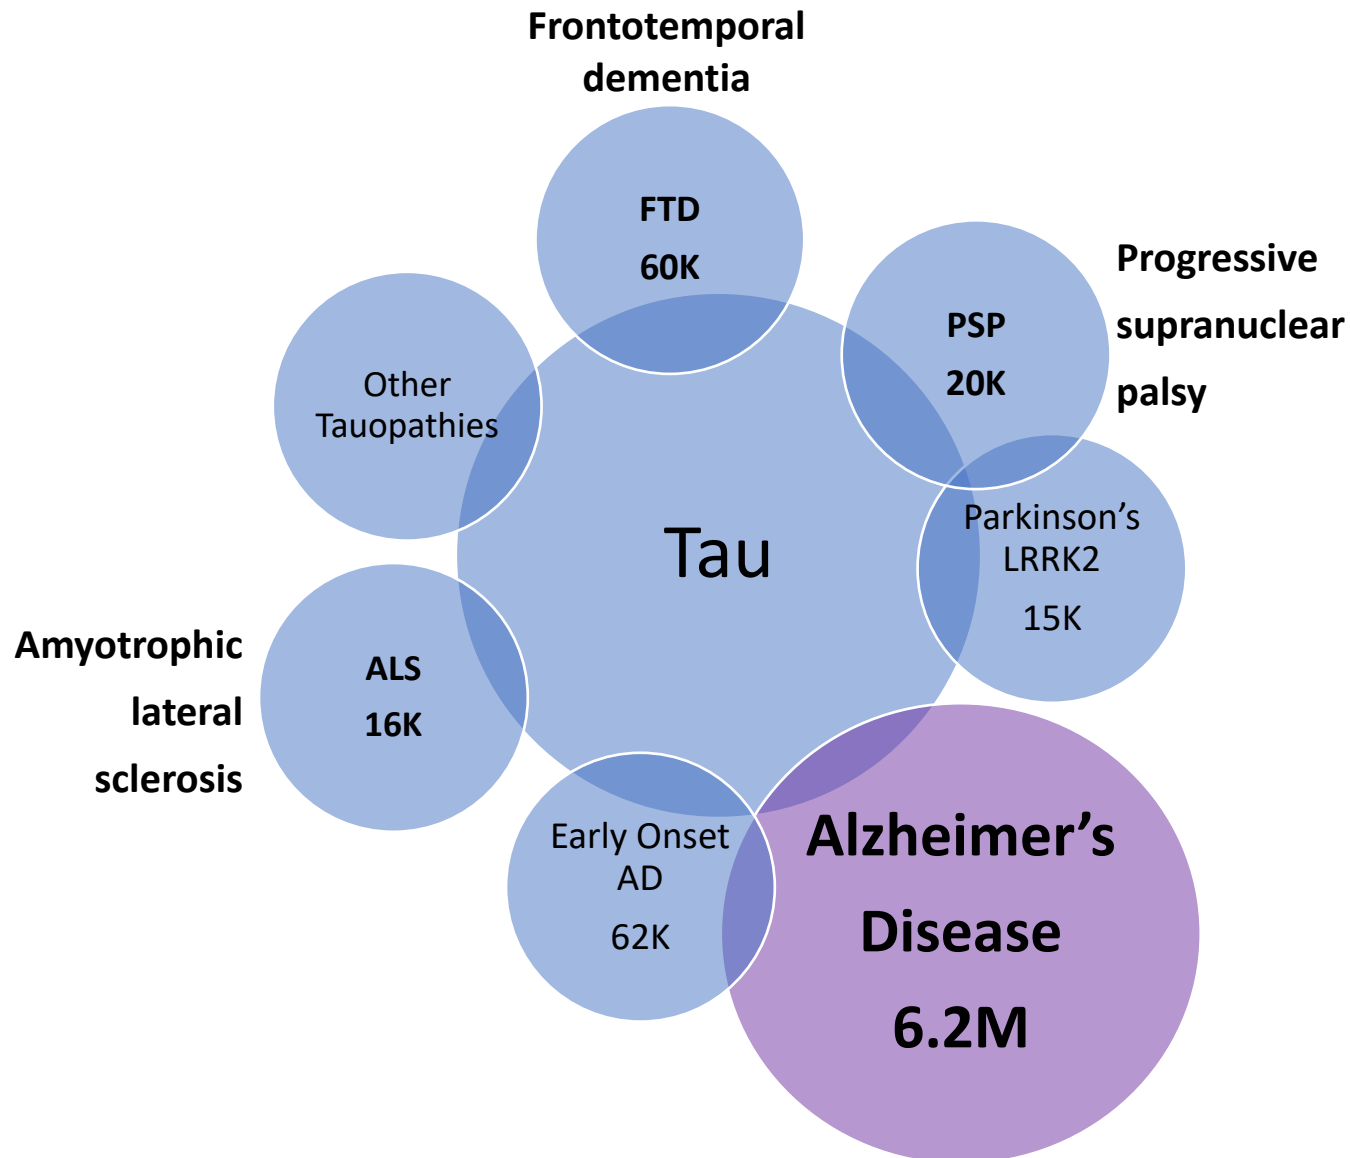 Frontotemporal
dementia
FTD
60K
PSP
20K
Progressive
supranuclear
palsy
Other
Tauopathies
Tau
Parkinson’s
LRRK2
15K
Amyotrophic
lateral
sclerosis
ALS
16K
Early Onset
AD
62K
Alzheimer’s
Disease
6.2M